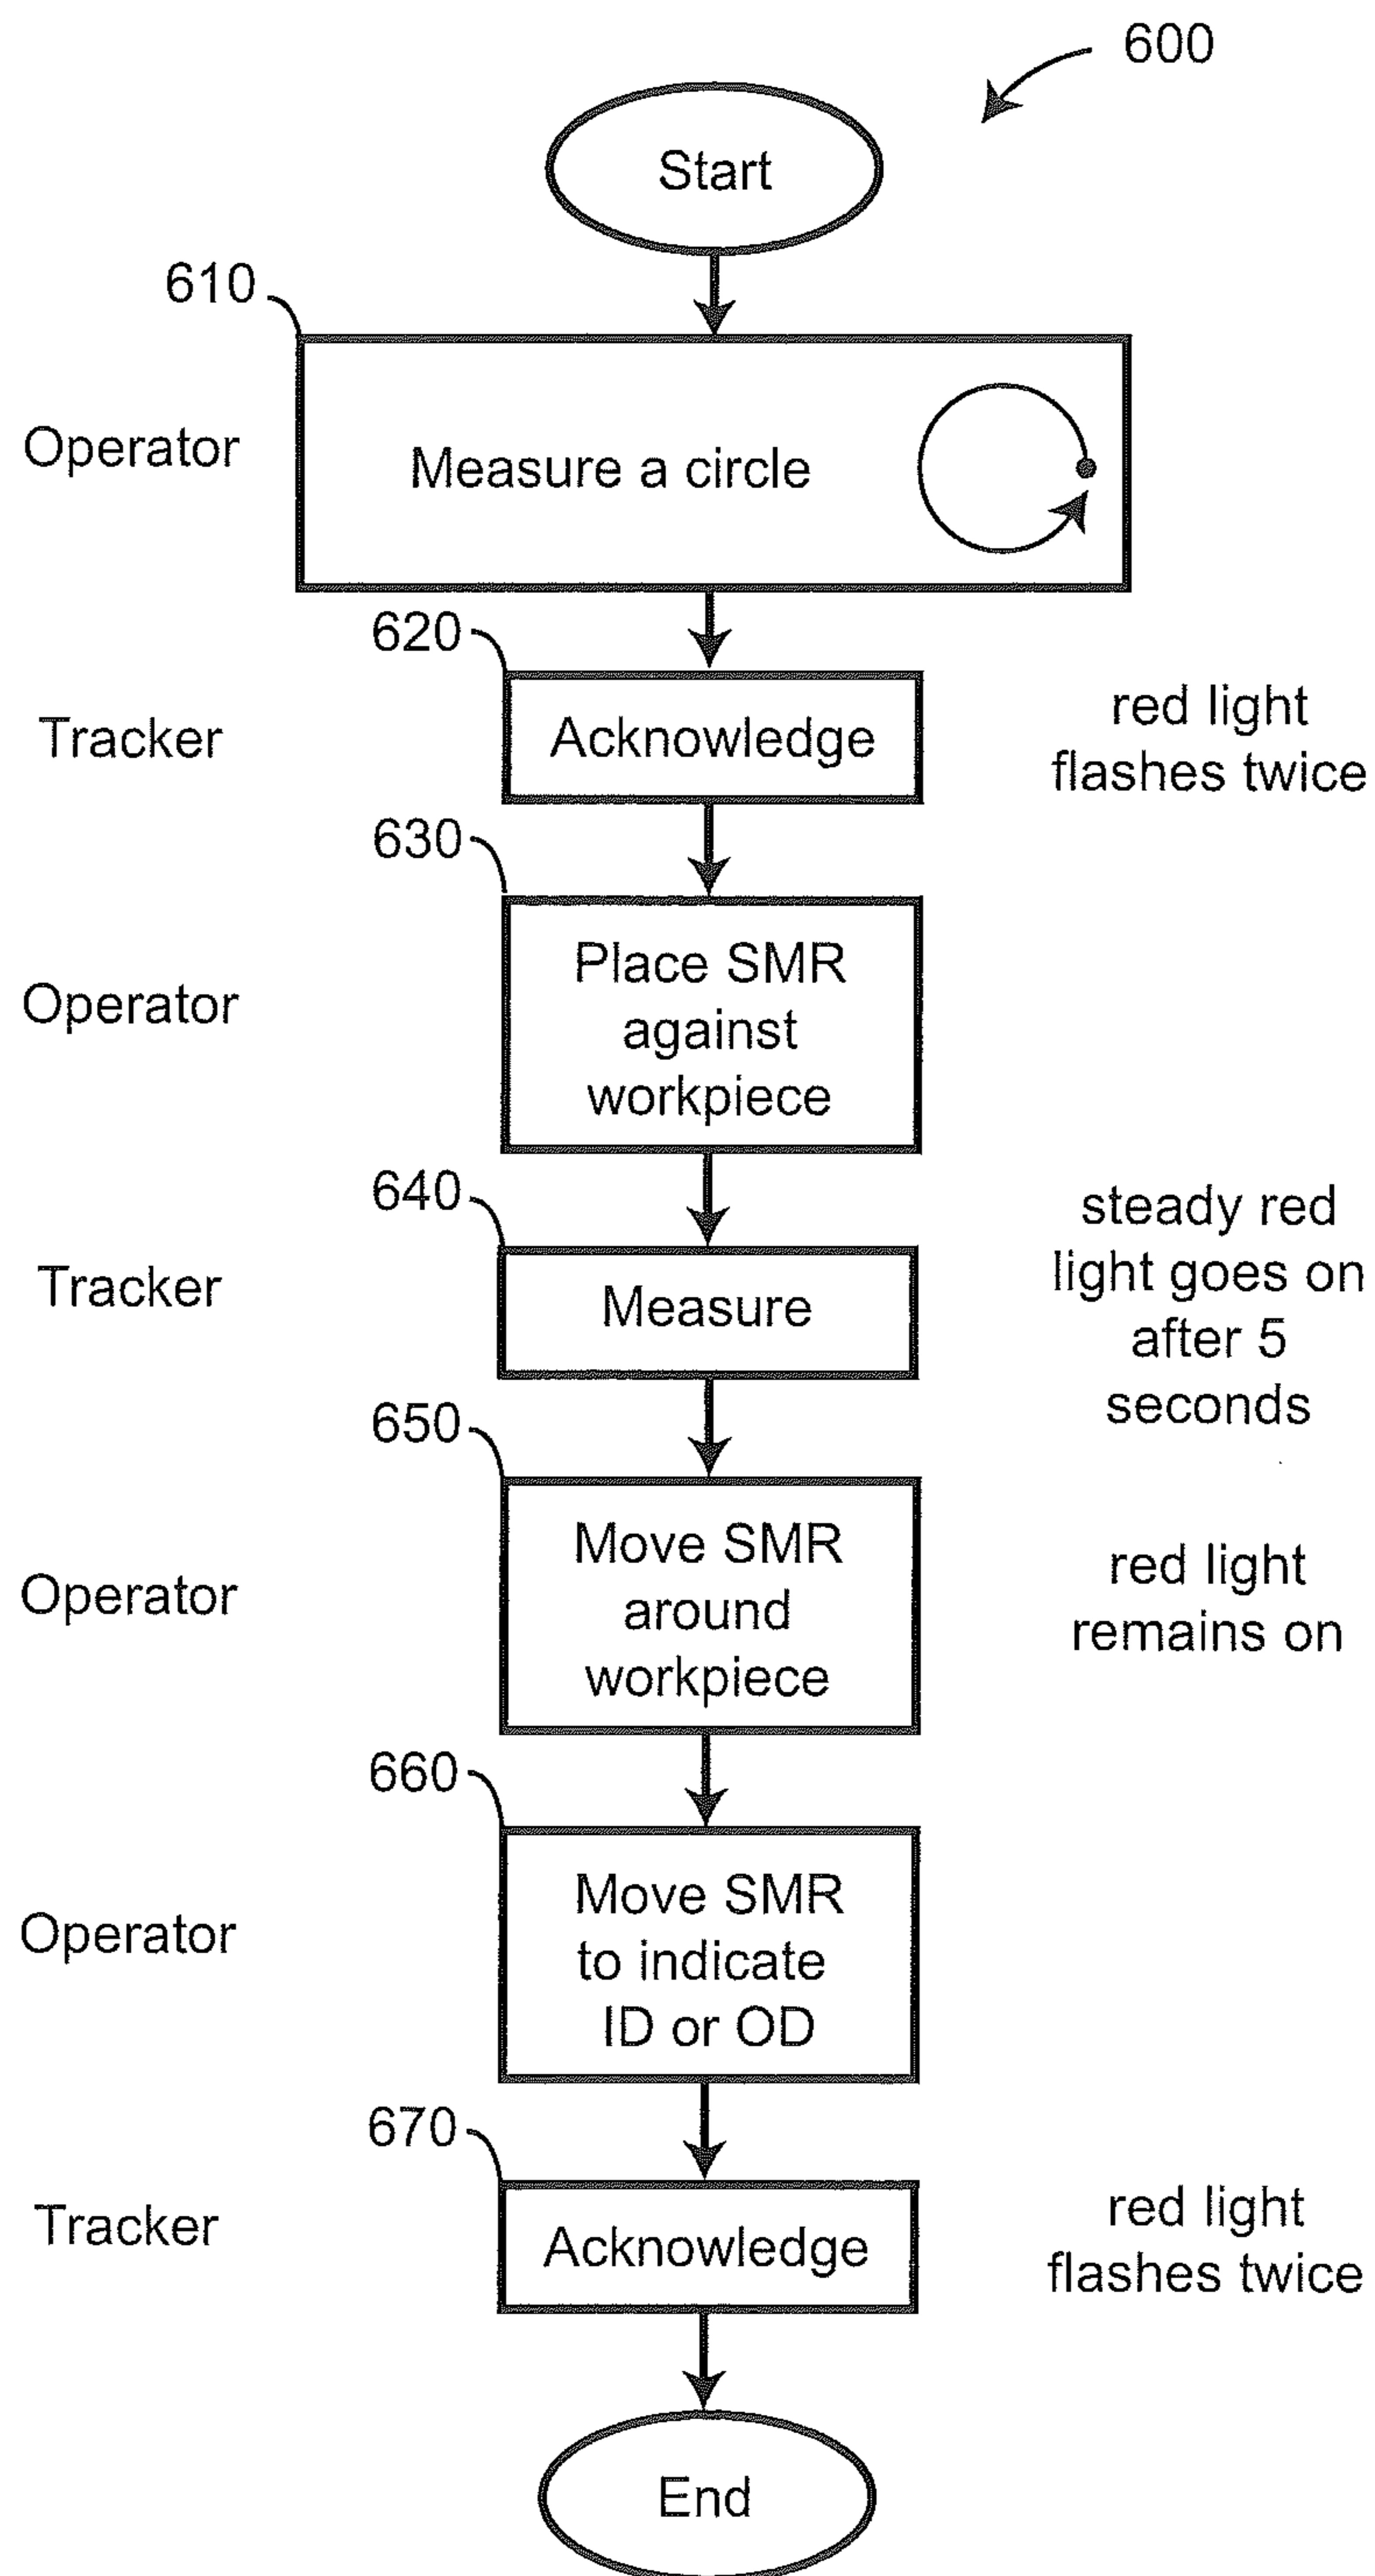 600
Start
610
Operator
Measure a circle
620
Tracker
Acknowledge
red light
flashes twice
630
Operator
Place SMR
against
workpiece
640
Tracker
Measure
steady red
light goes on
after 5
seconds
650
Operator
Move SMR
around
workpiece
red light
remains on
660
Operator
Move SMR
to indicate
ID or OD
670
Tracker
Acknowledge
red light
flashes twice
End